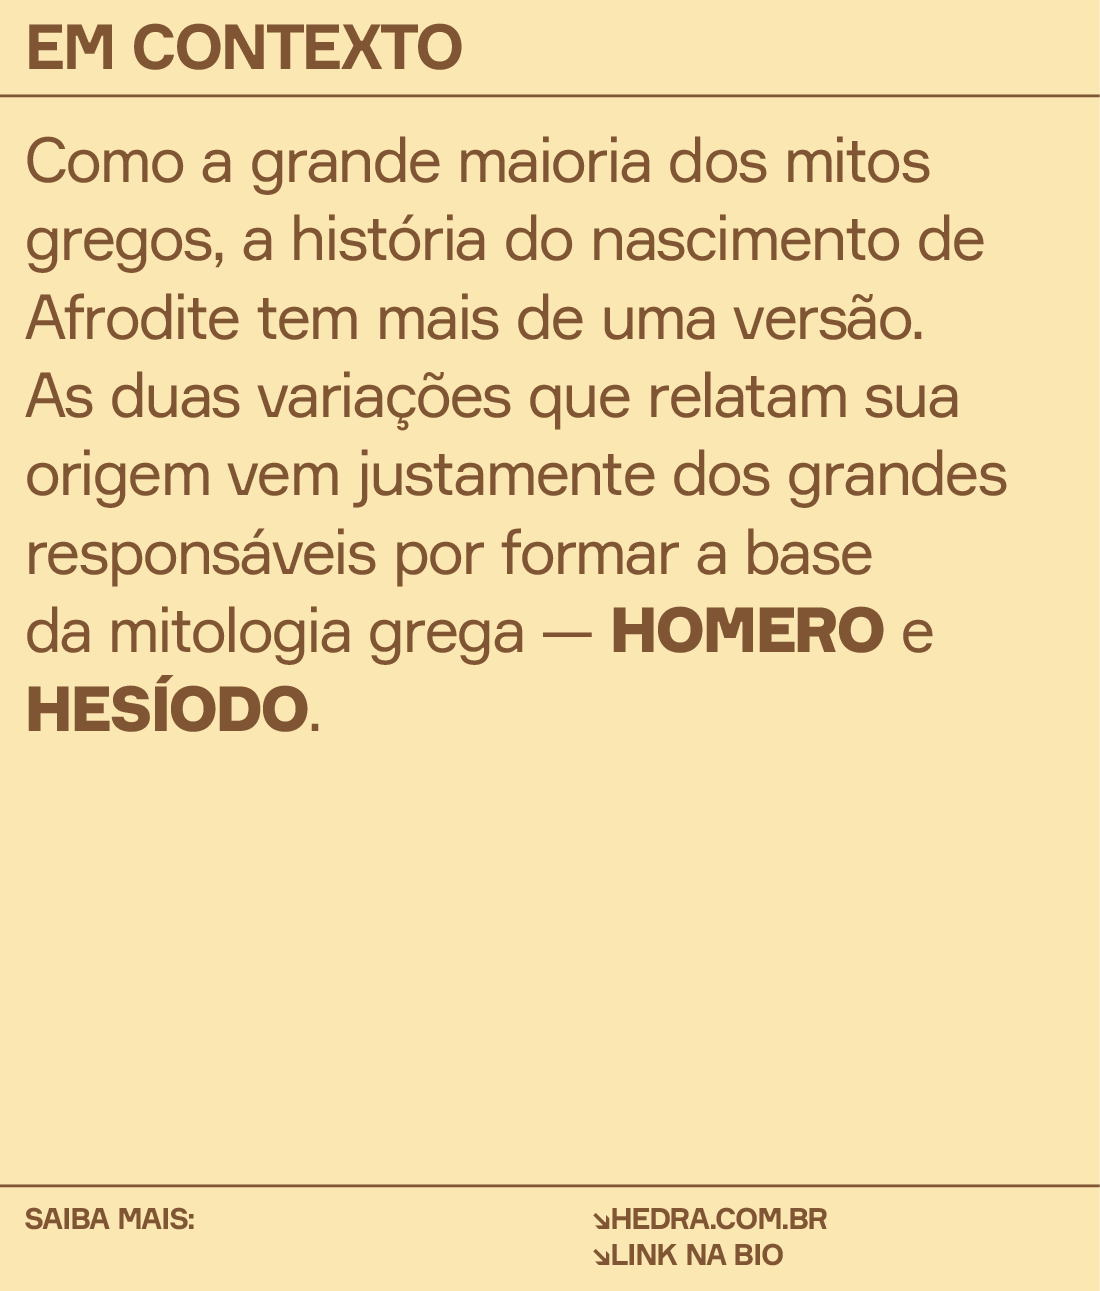 EM CONTEXTO
Como a grande maioria dos mitos
gregos, a história do nascimento de
Afrodite tem mais de uma versão.
As duas variações que relatam sua
origem vem justamente dos grandes
responsáveis por formar a base
da mitologia grega — HOMERO e
HESÍODO.
SAIBA MAIS:
↘HEDRA.COM.BR
↘LINK NA BIO